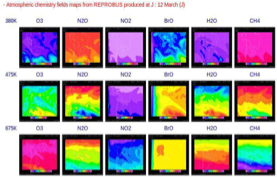 - Atmospheric chemistry fields maps from REPROBUS produced at J : 12 March (J)
380K O3 N2O NO2 BrO H2O CH4
475K O3 N2O NO2 BrO H2O CH4
675K O3 N2O NO2 BrO H2O CH4